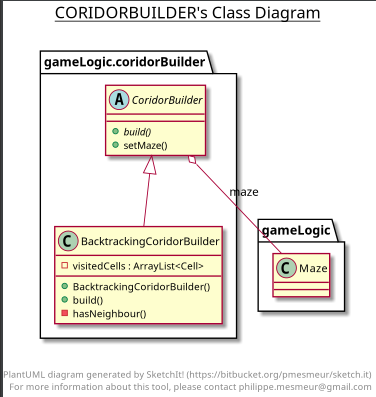 CORIDORBUILDER's Class Diagram
gameLogic.coridorBuilder
A CoridorBuilder
build()
setMaze()
maze
gameLogic
C BacktrackingCoridorBuilder
visitedCells : ArrayList<Cell>
BacktrackingCoridorBuilder()
build()
hasNeighbour()
C Maze
PlantUML diagram generated by SketchIt! (https://bitbucket.org/pmesmeur/sketch.it)
For more information about this tool, please contact philippe.mesmeur@gmail.com